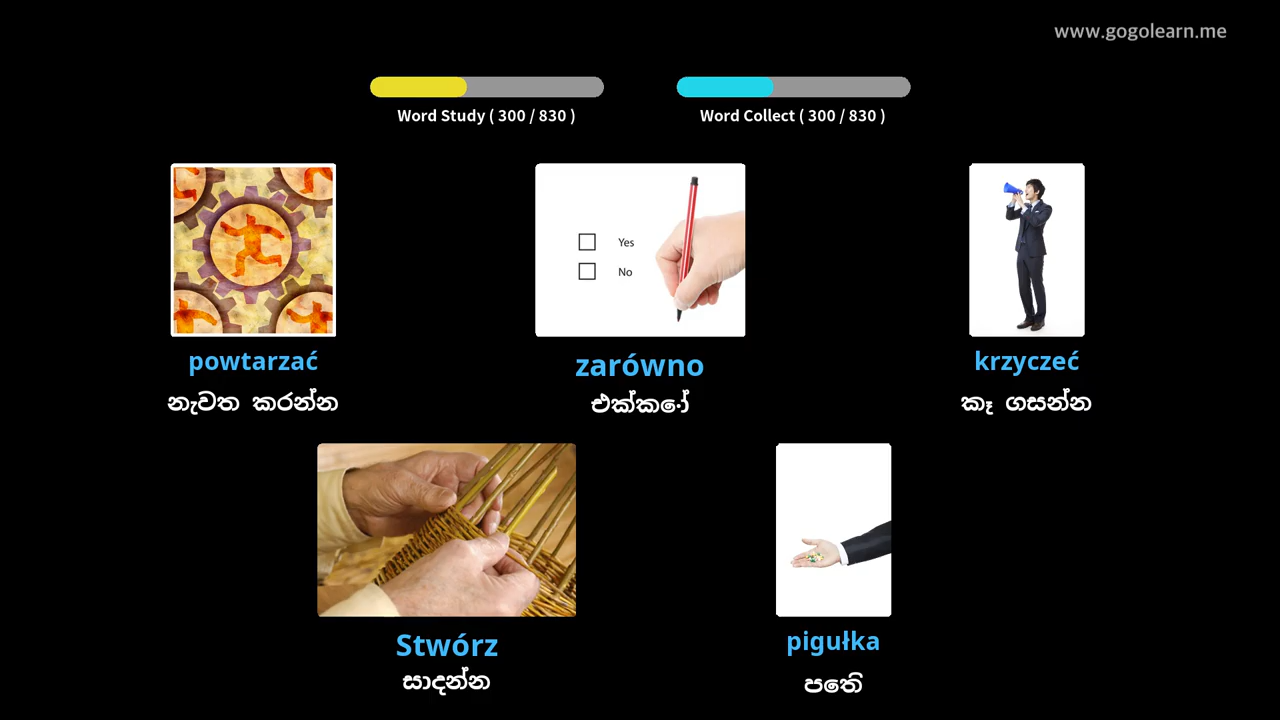 www.gogolearn.me
Word Study ( 300 / 830 )
Word Collect ( 300 / 830 )
Yes
No
powtarzać
zarówno
krzyczeć
නැවත කරන්න
එක්කෝ
කෑ ගසන්න
Stwórz
pigułka
සාදන්න
පෙති